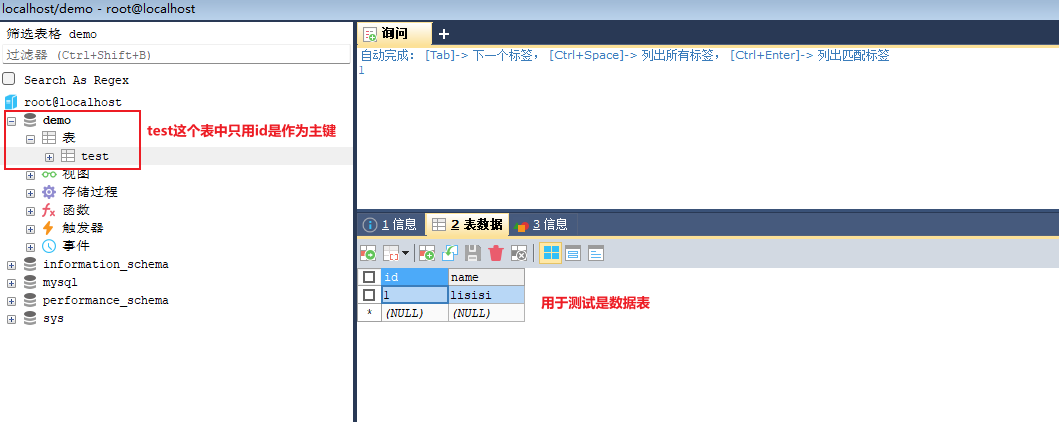 localhost/demo - root@localhost
筛选表格 demo
过滤器 (Ctrl+Shift+B)
Search As Regex
root@localhost
demo
表
test
视图
存储过程
函数
触发器
事件
information_schema
mysql
performance_schema
sys
test这个表中只用id是作为主键
询问 +
自动完成: [Tab]-> 下一个标签, [Ctrl+Space]-> 列出所有标签, [Ctrl+Enter]-> 列出匹配标签
1
1 信息 2 表数据 3 信息
id name
1 lisisi
* (NULL) (NULL)
用于测试是数据表